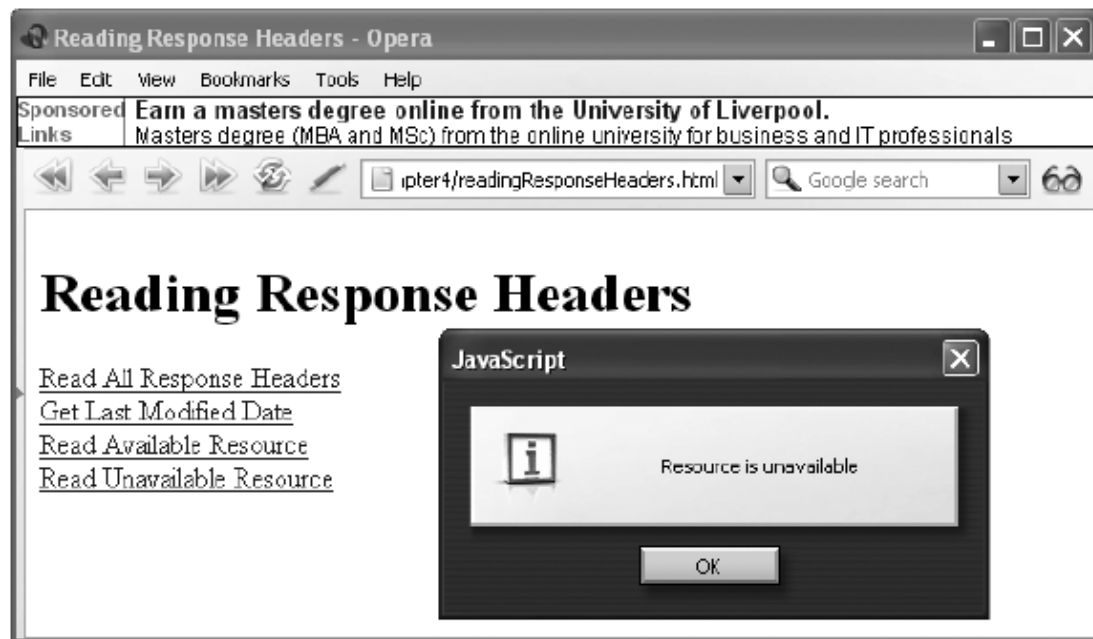 Reading Response Headers - Opera
File Edit View Bookmarks Tools Help
Sponsored Links
Earn a masters degree online from the University of Liverpool.
Masters degree (MBA and MSc) from the online university for business and IT professionals
ıpter4/readingResponseHeaders.html
Google search
Reading Response Headers
Read All Response Headers
Get Last Modified Date
Read Available Resource
Read Unavailable Resource
JavaScript
Resource is unavailable
OK